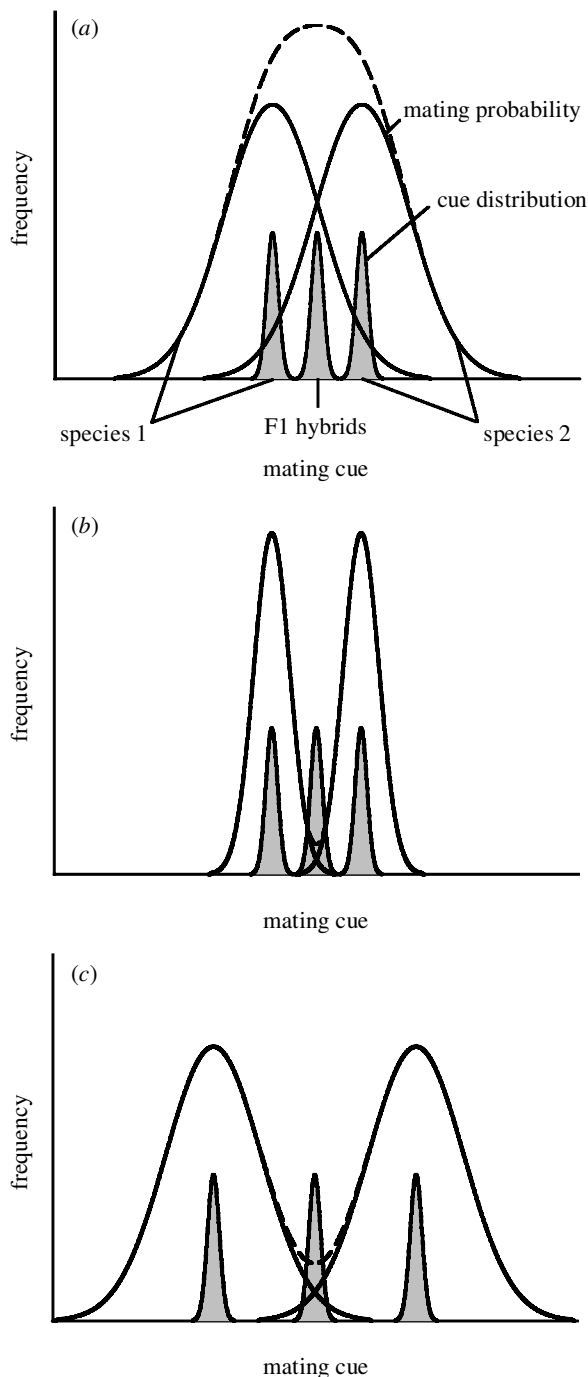 (a)
mating probability
cue distribution
frequency
species 1
F1 hybrids
species 2
mating cue
(b)
frequency
mating cue
(c)
frequency
mating cue